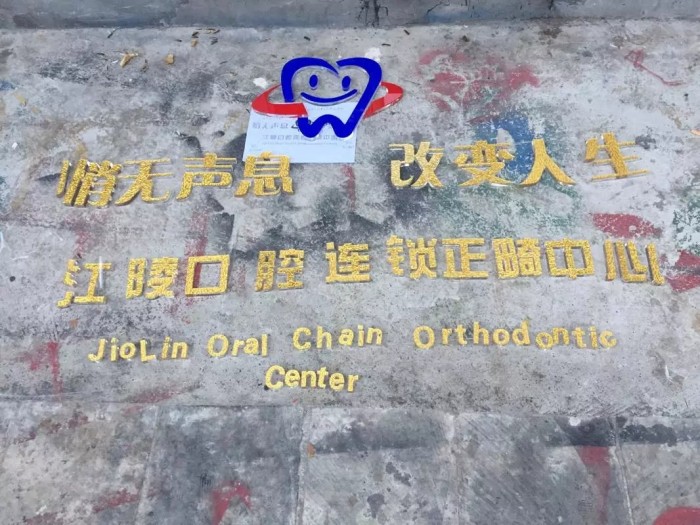 悄无声息 改变人生
江陵口腔连锁正畸中心
JioLin Oral Chain Orthodontic
Center